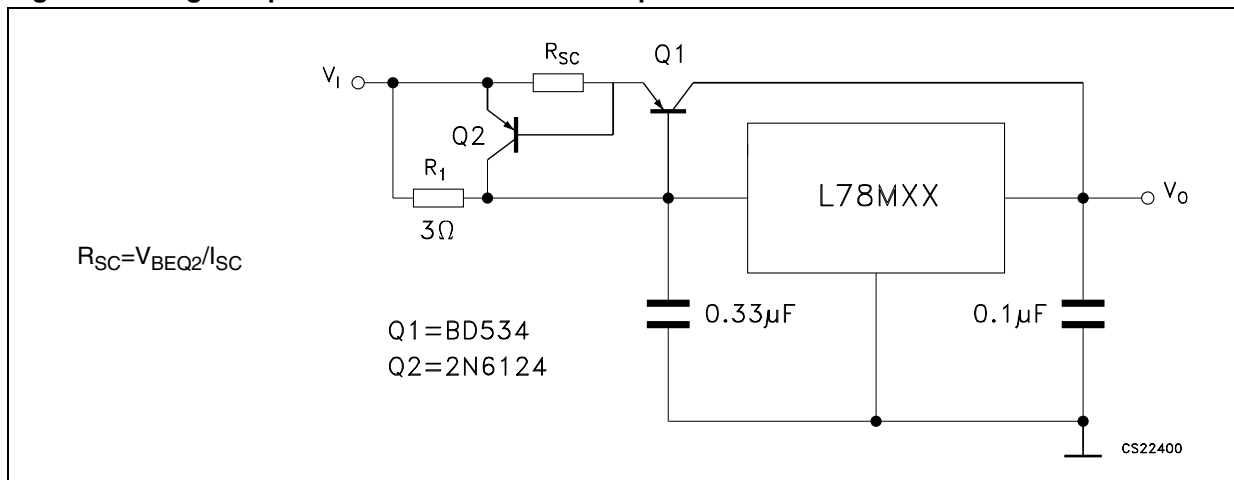 R_SC
Q1
V_I
Q2
R_1
3Ω
L78MXX
V_O
R_SC=V_BEQ2/I_SC
0.33µF
0.1µF
Q1=BD534
Q2=2N6124
CS22400